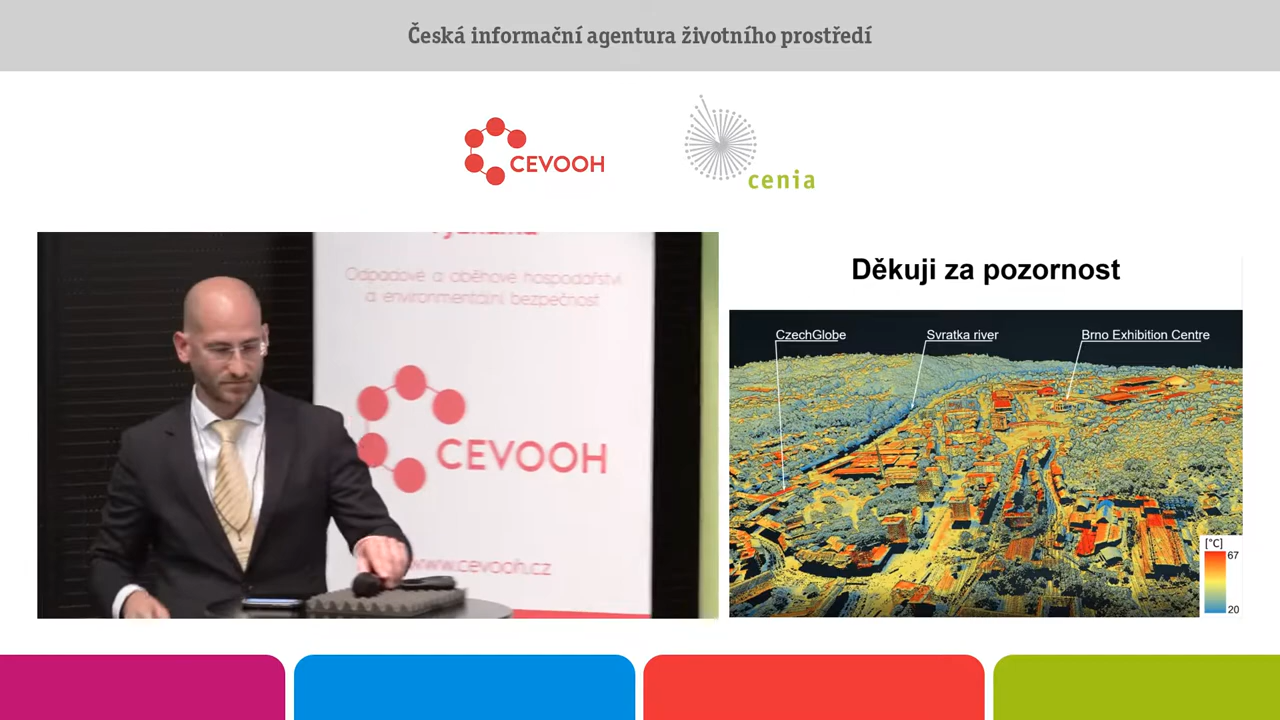 Česká informační agentura životního prostředí
CEVOOH
cenia
Odpadové a oběhové hospodářství
a environmentální bezpečnost
CEVOOH
www.cevooh.cz
Děkuji za pozornost
CzechGlobe
Svratka river
Brno Exhibition Centre
[°C]
67
20